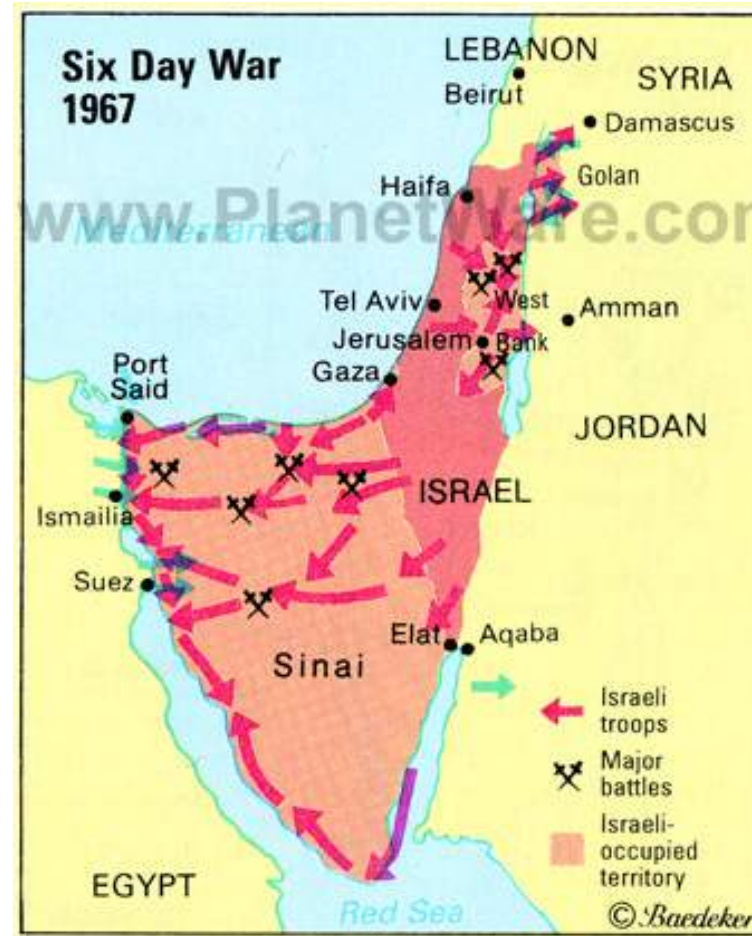 Six Day War
1967
LEBANON
Beirut
SYRIA
Damascus
Haifa
Golan
www.PlanetWare.com
Mediterranean
Tel Aviv
West
Amman
Jerusalem
Bank
Port
Said
Gaza
JORDAN
ISRAEL
Ismailia
Suez
Elat
Aqaba
Sinai
Israeli
troops
Major
battles
Israeli-
occupied
territory
EGYPT
Red Sea
© Baedeker